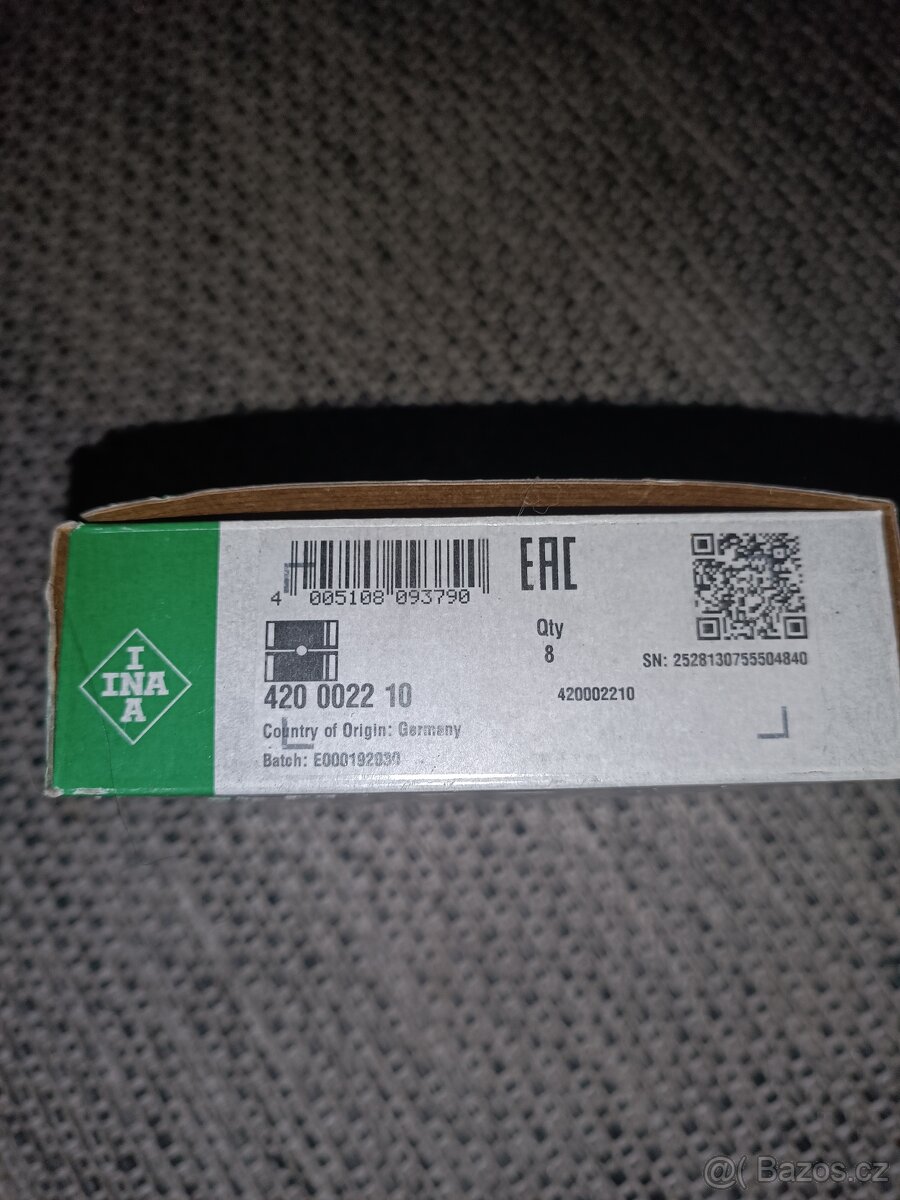 4 005108 093790
EAC
Qty
8
SN: 2528130755504840
420 0022 10
420002210
Country of Origin: Germany
Batch: E000192030
I
INA
A
@ Bazos.cz